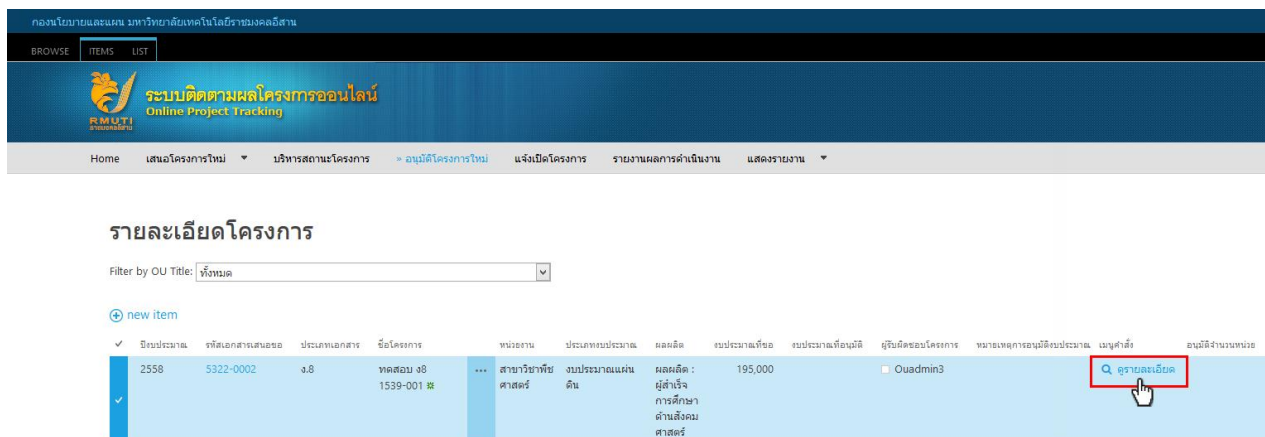 กองนโยบายและแผน มหาวิทยาลัยเทคโนโลยีราชมงคลอีสาน
BROWSE ITEMS LIST
ระบบติดตามผลโครงการออนไลน์
Online Project Tracking
RMUTI
Home เสนอโครงการใหม่ บริหารสถานะโครงการ » อนุมัติโครงการใหม่ แจ้งเปิดโครงการ รายงานผลการดำเนินงาน แสดงรายงาน
รายละเอียดโครงการ
Filter by OU Title: ทั้งหมด
new item
ปีงบประมาณ รหัสเอกสารเสนอขอ ประเภทเอกสาร ชื่อโครงการ หน่วยงาน ประเภทงบประมาณ ผลผลิต งบประมาณที่ขอ งบประมาณที่อนุมัติ ผู้รับผิดชอบโครงการ หมายเหตุการอนุมัติงบประมาณ เมนูคำสั่ง อนุมัติจำนวนหน่วย
2558 5322-0002 ง.8 ทดสอบ ง8 ... สาขาวิชาพืช งบประมาณแผ่น ผลผลิต : 195,000 Ouadmin3 ดูรายละเอียด
1539-001 ศาสตร์ ดิน ผู้สำเร็จ
การศึกษา
ด้านสังคม
ศาสตร์